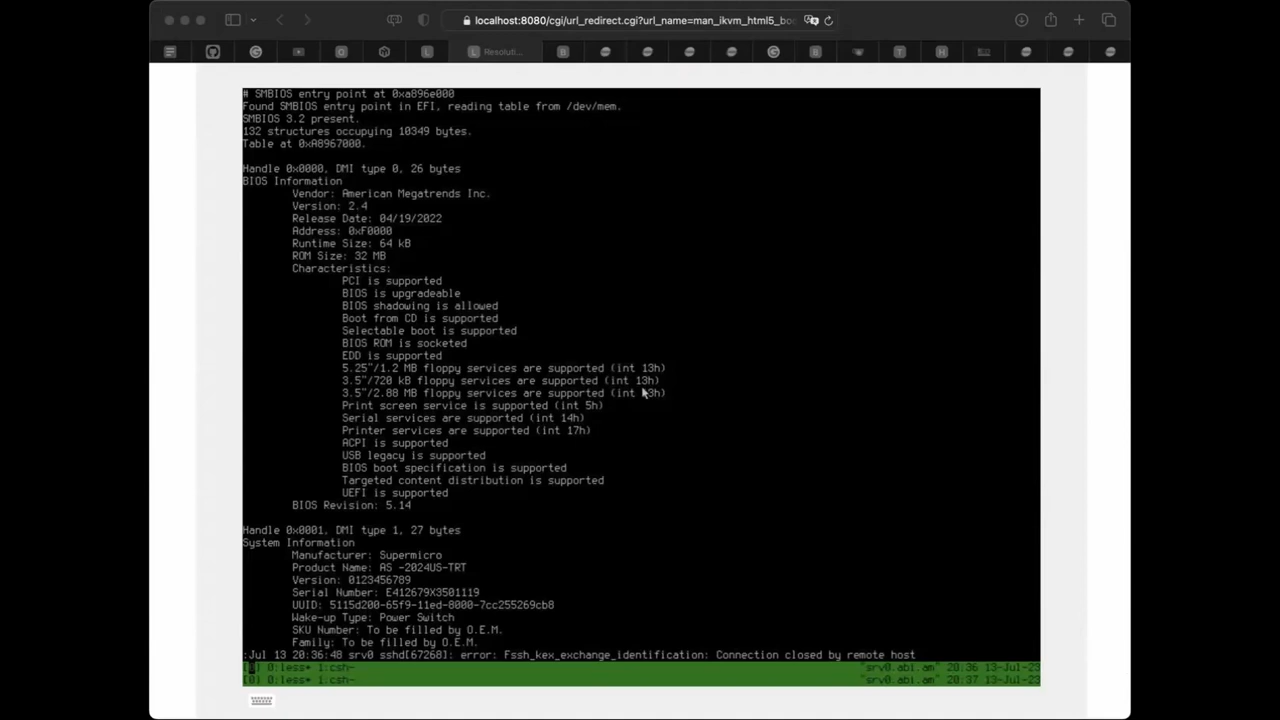 localhost:8080/cgi/url_redirect.cgi?url_name=man_ikvm_html5_bo
Resoluti...
# SMBIOS entry point at 0xa896e000
Found SMBIOS entry point in EFI, reading table from /dev/mem.
SMBIOS 3.2 present.
132 structures occupying 10349 bytes.
Table at 0xA8967000.
Handle 0x0000, DMI type 0, 26 bytes
BIOS Information
Vendor: American Megatrends Inc.
Version: 2.4
Release Date: 04/19/2022
Address: 0xF0000
Runtime Size: 64 kB
ROM Size: 32 MB
Characteristics:
PCI is supported
BIOS is upgradeable
BIOS shadowing is allowed
Boot from CD is supported
Selectable boot is supported
BIOS ROM is socketed
EDD is supported
5.25"/1.2 MB floppy services are supported (int 13h)
3.5"/720 kB floppy services are supported (int 13h)
3.5"/2.88 MB floppy services are supported (int 13h)
Print screen service is supported (int 5h)
Serial services are supported (int 14h)
Printer services are supported (int 17h)
ACPI is supported
USB legacy is supported
BIOS boot specification is supported
Targeted content distribution is supported
UEFI is supported
BIOS Revision: 5.14
Handle 0x0001, DMI type 1, 27 bytes
System Information
Manufacturer: Supermicro
Product Name: AS -2024US-TRT
Version: 0123456789
Serial Number: E412679X3501119
UUID: 5115d200-65f9-11ed-8000-7cc255269cb8
Wake-up Type: Power Switch
SKU Number: To be filled by O.E.M.
Family: To be filled by O.E.M.
:Jul 13 20:36:48 srv0 sshd[67268]: error: Fssh_kex_exchange_identification: Connection closed by remote host
[0] 0:less* 1:csh- "srv0.abi.am" 20:36 13-Jul-23
[0] 0:less* 1:csh- "srv0.abi.am" 20:37 13-Jul-23